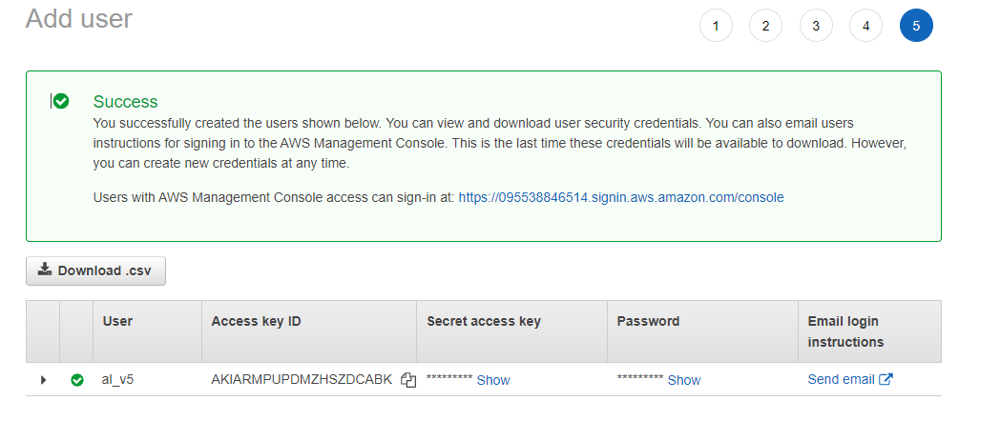 Add user
1 2 3 4 5
Success
You successfully created the users shown below. You can view and download user security credentials. You can also email users
instructions for signing in to the AWS Management Console. This is the last time these credentials will be available to download. However,
you can create new credentials at any time.
Users with AWS Management Console access can sign-in at: https://095538846514.signin.aws.amazon.com/console
Download .csv
User Access key ID Secret access key Password Email login
instructions
al_v5 AKIARMPUPDMZHSZDCABK ********* Show ********* Show Send email